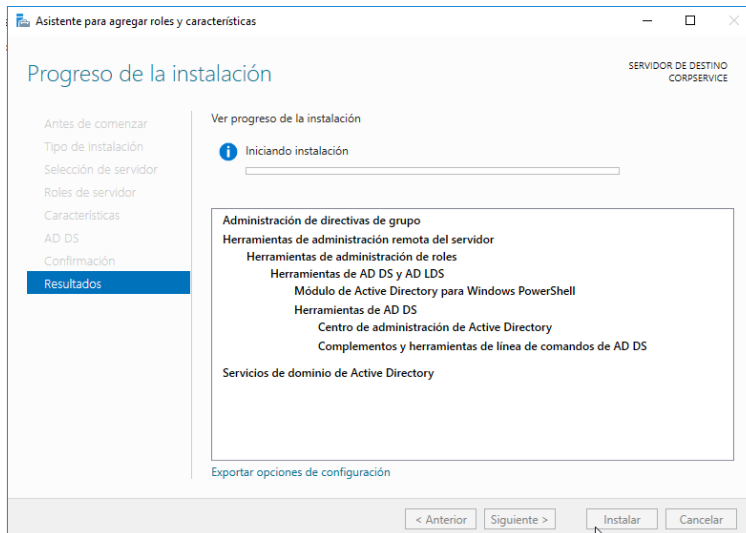 Asistente para agregar roles y características
Progreso de la instalación
SERVIDOR DE DESTINO
CORPSERVICE
Antes de comenzar
Tipo de instalación
Selección de servidor
Roles de servidor
Características
AD DS
Confirmación
Resultados
Ver progreso de la instalación
Iniciando instalación
Administración de directivas de grupo
Herramientas de administración remota del servidor
Herramientas de administración de roles
Herramientas de AD DS y AD LDS
Módulo de Active Directory para Windows PowerShell
Herramientas de AD DS
Centro de administración de Active Directory
Complementos y herramientas de línea de comandos de AD DS
Servicios de dominio de Active Directory
Exportar opciones de configuración
< Anterior
Siguiente >
Instalar
Cancelar